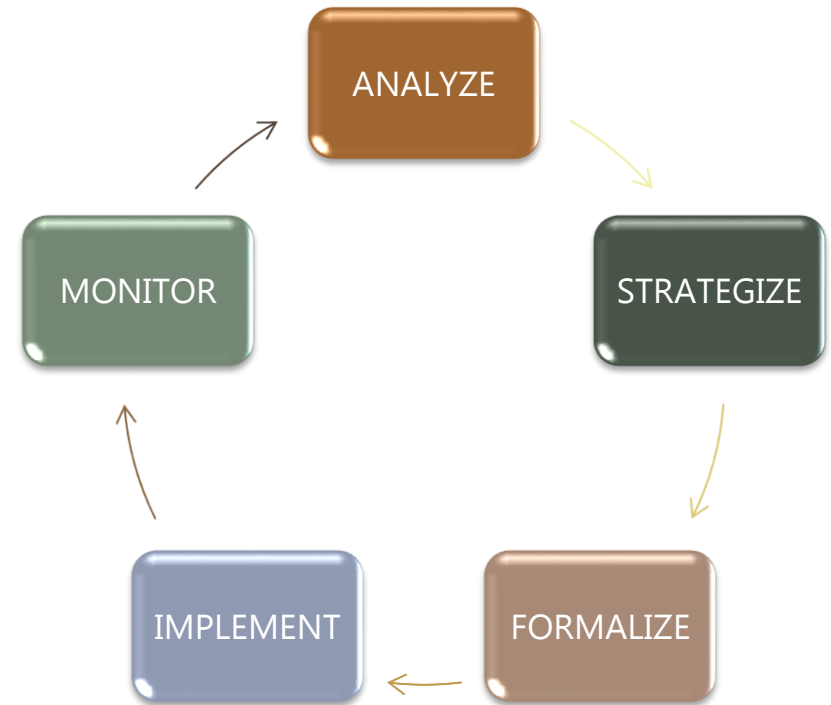 ANALYZE
STRATEGIZE
FORMALIZE
IMPLEMENT
MONITOR